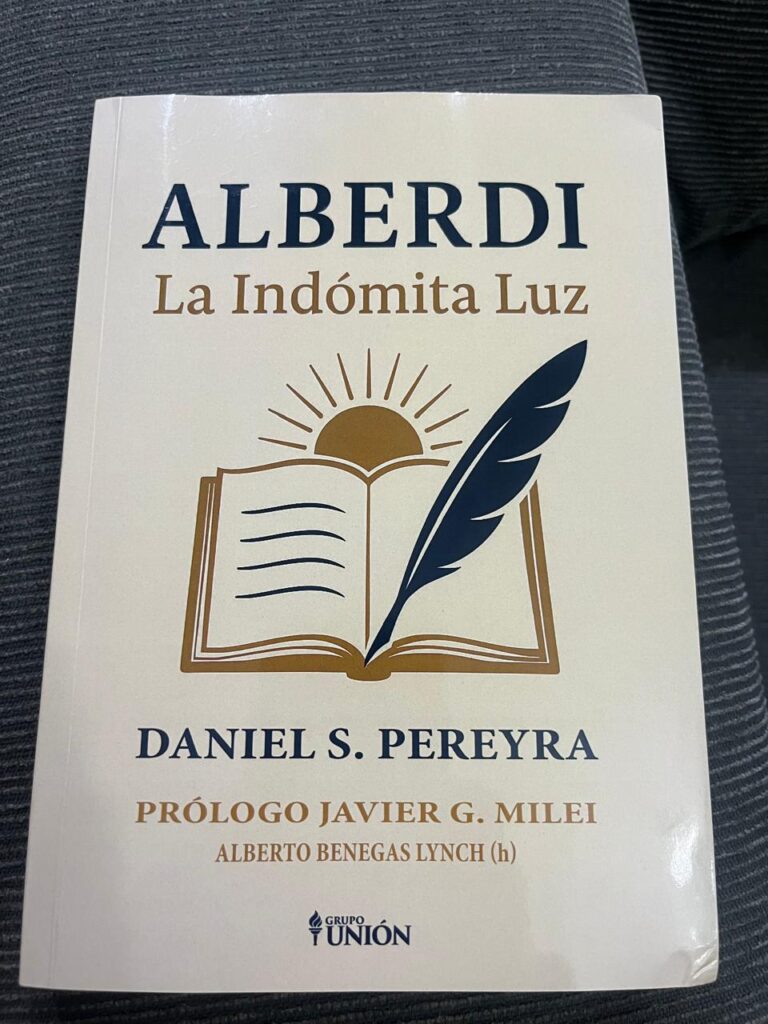 ALBERDI
La Indómita Luz
DANIEL S. PEREYRA
PRÓLOGO JAVIER G. MILEI
ALBERTO BENEGAS LYNCH (h)
GRUPO
UNIÓN